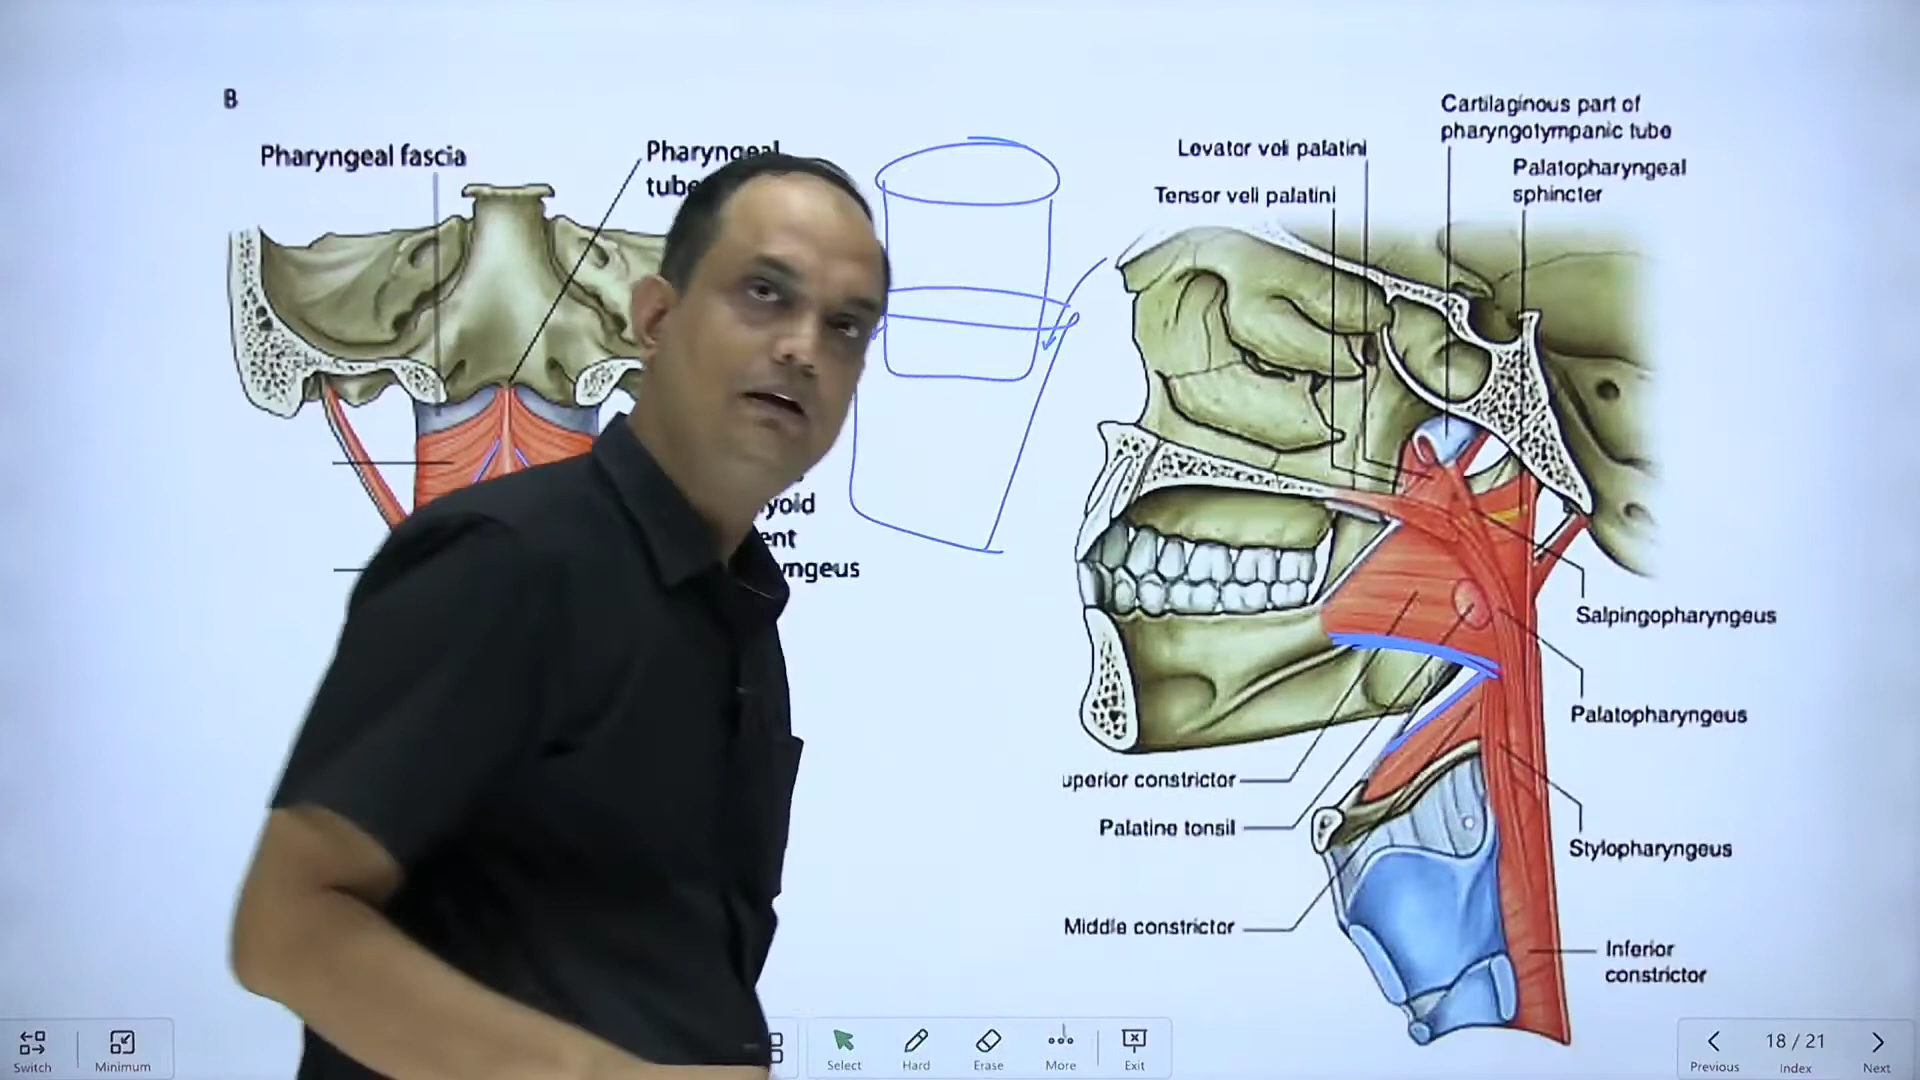 B
Pharyngeal fascia
Pharyngeal
tube
yoid
ent
yngeus
Cartilaginous part of
pharyngotympanic tube
Levator veli palatini
Palatopharyngeal
sphincter
Tensor veli palatini
Salpingopharyngeus
Palatopharyngeus
uperior constrictor
Palatine tonsil
Stylopharyngeus
Middle constrictor
Inferior
constrictor
Switch
Minimum
Select
Hard
Erase
More
Exit
Previous
18 / 21
Index
Next